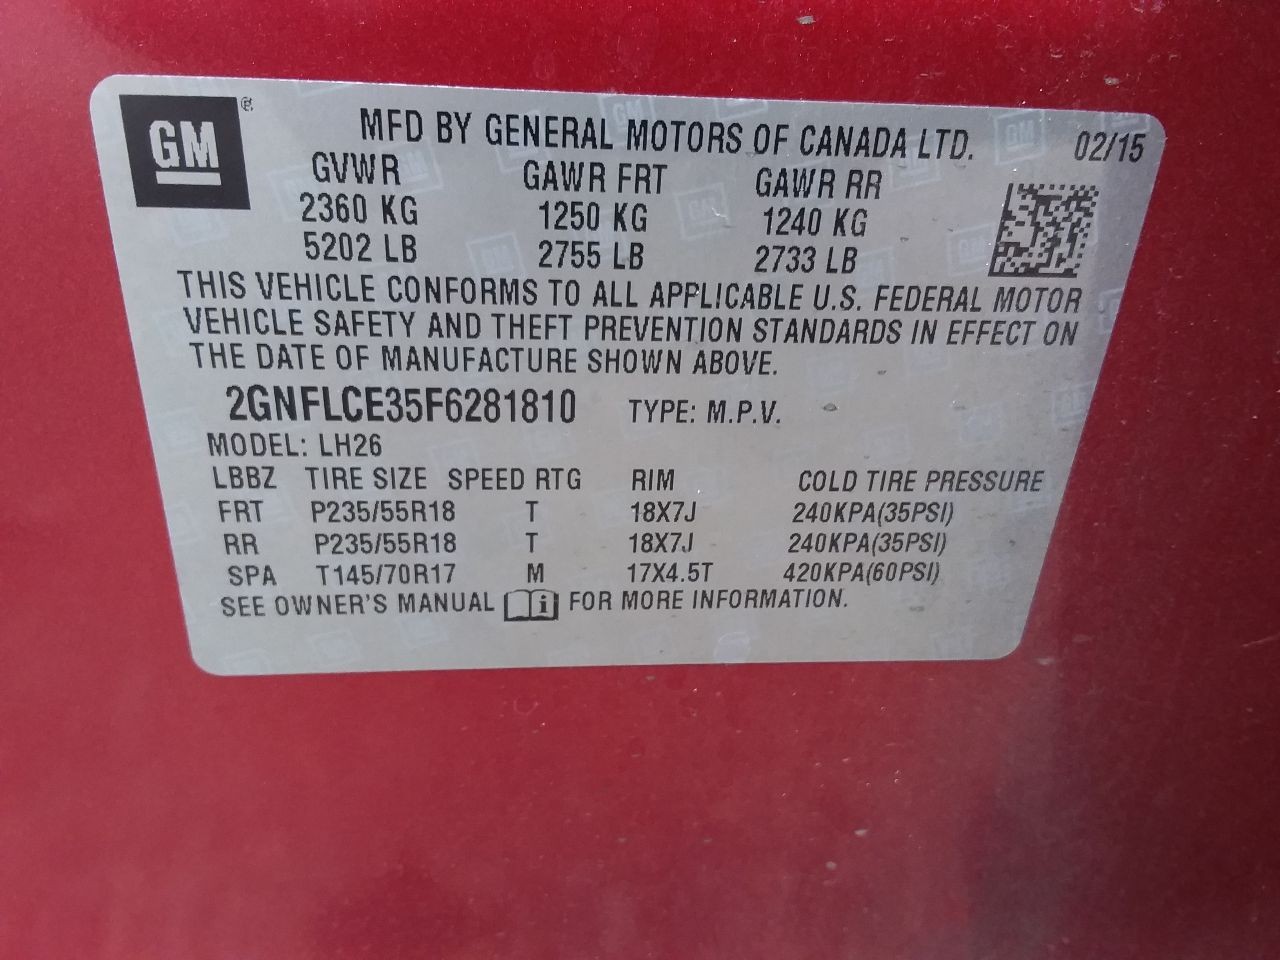 GM ®
MFD BY GENERAL MOTORS OF CANADA LTD. 02/15
GVWR GAWR FRT GAWR RR
2360 KG 1250 KG 1240 KG
5202 LB 2755 LB 2733 LB
THIS VEHICLE CONFORMS TO ALL APPLICABLE U.S. FEDERAL MOTOR
VEHICLE SAFETY AND THEFT PREVENTION STANDARDS IN EFFECT ON
THE DATE OF MANUFACTURE SHOWN ABOVE.
2GNFLCE35F6281810 TYPE: M.P.V.
MODEL: LH26
LBBZ TIRE SIZE SPEED RTG RIM COLD TIRE PRESSURE
FRT P235/55R18 T 18X7J 240KPA(35PSI)
RR P235/55R18 T 18X7J 240KPA(35PSI)
SPA T145/70R17 M 17X4.5T 420KPA(60PSI)
SEE OWNER'S MANUAL i FOR MORE INFORMATION.